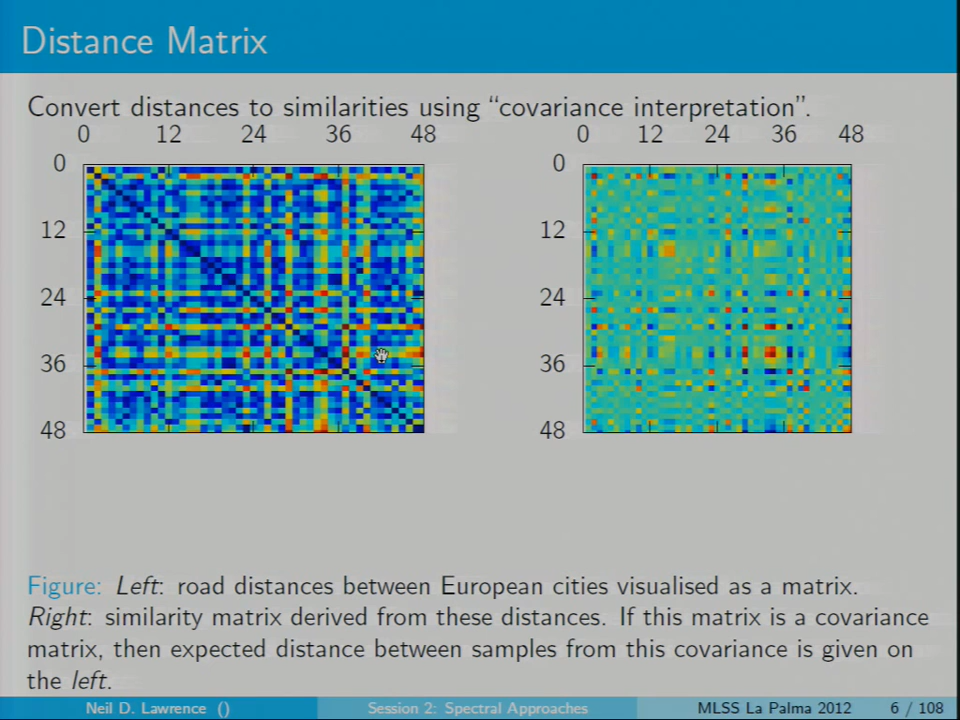 Distance Matrix
Convert distances to similarities using “covariance interpretation”.
0 12 24 36 48
0
12
24
36
48
0 12 24 36 48
0
12
24
36
48
Figure: Left: road distances between European cities visualised as a matrix.
Right: similarity matrix derived from these distances. If this matrix is a covariance
matrix, then expected distance between samples from this covariance is given on
the left.
Neil D. Lawrence () Session 2: Spectral Approaches MLSS La Palma 2012 6 / 108